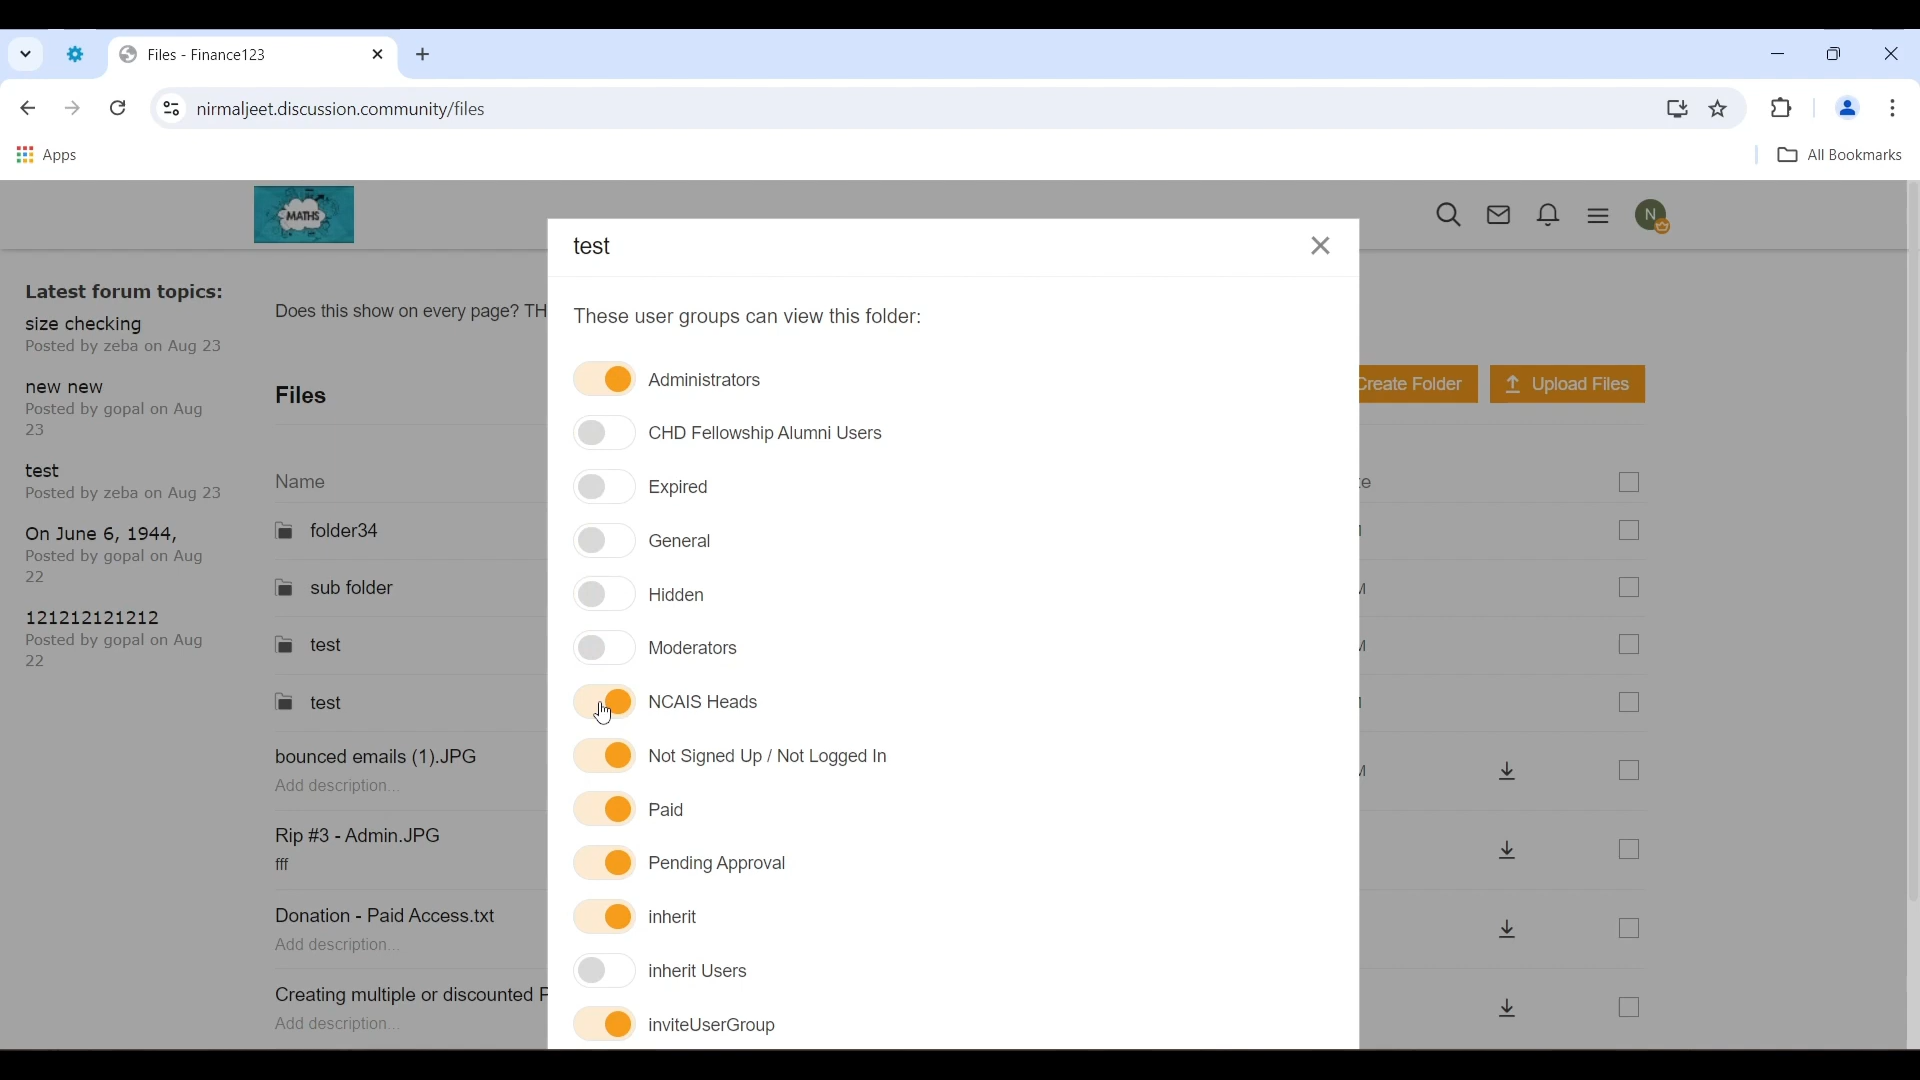 Files - Finance123
nirmaljeet.discussion.community/files
Apps
All Bookmarks
MATHS
N
Latest forum topics:
size checking
Posted by zeba on Aug 23
new new
Posted by gopal on Aug
23
test
Posted by zeba on Aug 23
On June 6, 1944,
Posted by gopal on Aug
22
121212121212
Posted by gopal on Aug
22
Does this show on every page? TH
Files
Create Folder
Upload Files
Name
folder34
sub folder
test
test
bounced emails (1).JPG
Add description...
Rip #3 - Admin.JPG
fff
Donation - Paid Access.txt
Add description...
Creating multiple or discounted
Add description...
test
These user groups can view this folder:
Administrators
CHD Fellowship Alumni Users
Expired
General
Hidden
Moderators
NCAIS Heads
Not Signed Up / Not Logged In
Paid
Pending Approval
inherit
inherit Users
inviteUserGroup